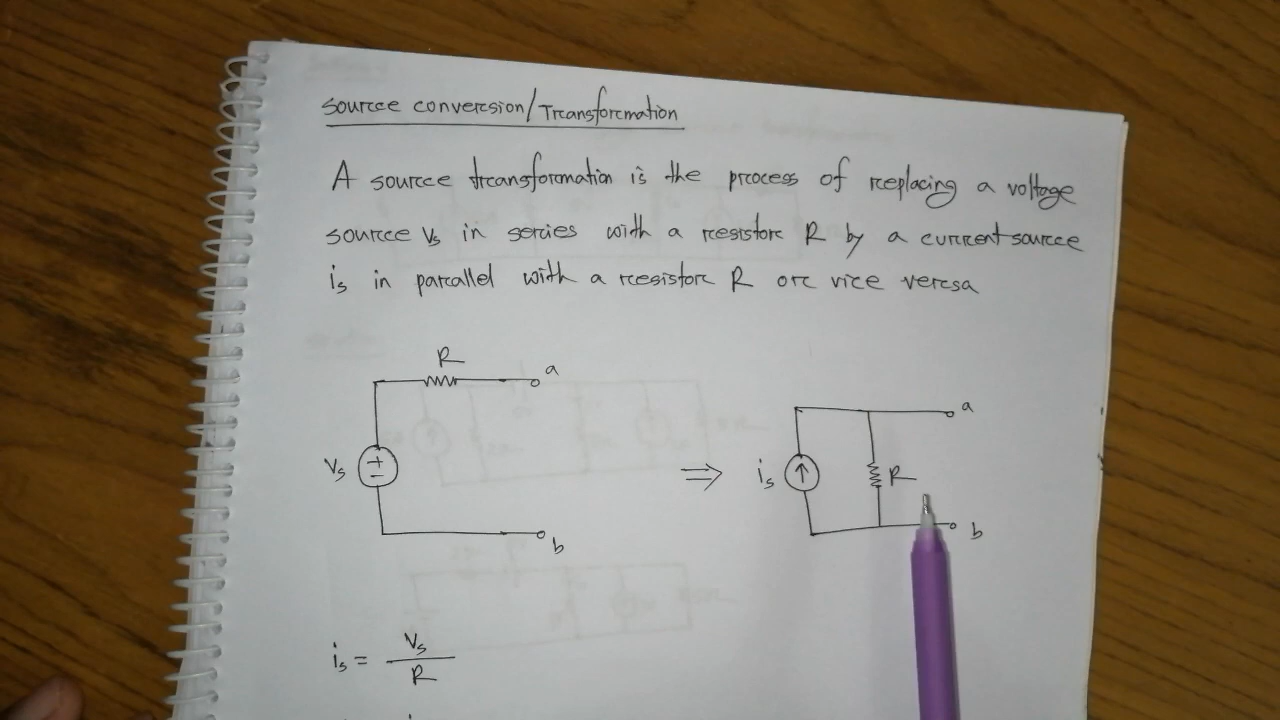 Source conversion/Transformation
A source transformation is the process of replacing a voltage
source Vs in series with a resistor R by a current source
is in parallel with a resistor R or vice versa
R
a
Vs
+
−
b
⇒
is
↑
R
a
b
is = Vs / R